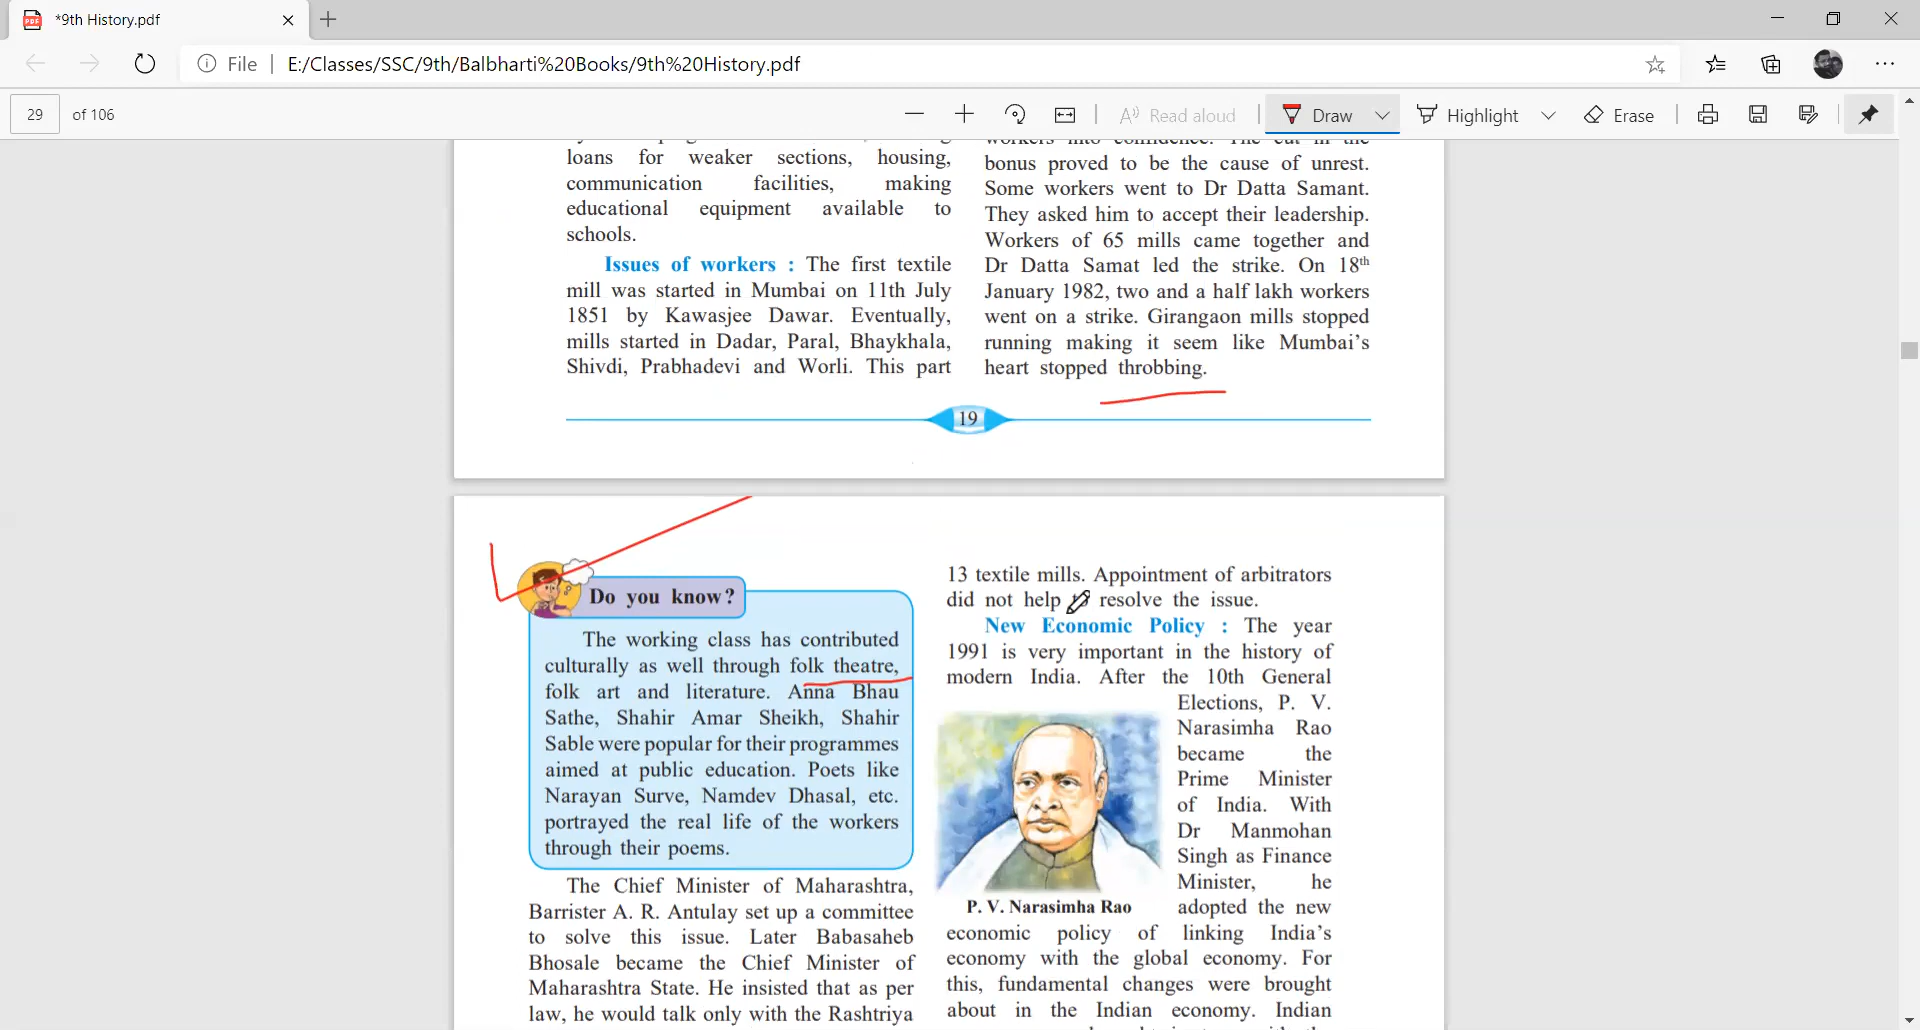 *9th History.pdf
File
E:/Classes/SSC/9th/Balbharti%20Books/9th%20History.pdf
29 of 106
Read aloud
Draw
Highlight
Erase
loans for weaker sections, housing,
communication facilities, making
educational equipment available to
schools.
Issues of workers : The first textile
mill was started in Mumbai on 11th July
1851 by Kawasjee Dawar. Eventually,
mills started in Dadar, Paral, Bhaykhala,
Shivdi, Prabhadevi and Worli. This part
bonus proved to be the cause of unrest.
Some workers went to Dr Datta Samant.
They asked him to accept their leadership.
Workers of 65 mills came together and
Dr Datta Samat led the strike. On 18th
January 1982, two and a half lakh workers
went on a strike. Girangaon mills stopped
running making it seem like Mumbai's
heart stopped throbbing.
19
Do you know?
The working class has contributed
culturally as well through folk theatre,
folk art and literature. Anna Bhau
Sathe, Shahir Amar Sheikh, Shahir
Sable were popular for their programmes
aimed at public education. Poets like
Narayan Surve, Namdev Dhasal, etc.
portrayed the real life of the workers
through their poems.
The Chief Minister of Maharashtra,
Barrister A. R. Antulay set up a committee
to solve this issue. Later Babasaheb
Bhosale became the Chief Minister of
Maharashtra State. He insisted that as per
law, he would talk only with the Rashtriya
13 textile mills. Appointment of arbitrators
did not help resolve the issue.
New Economic Policy : The year
1991 is very important in the history of
modern India. After the 10th General
Elections, P. V.
Narasimha Rao
became the
Prime Minister
of India. With
Dr Manmohan
Singh as Finance
Minister, he
P. V. Narasimha Rao
adopted the new
economic policy of linking India's
economy with the global economy. For
this, fundamental changes were brought
about in the Indian economy. Indian